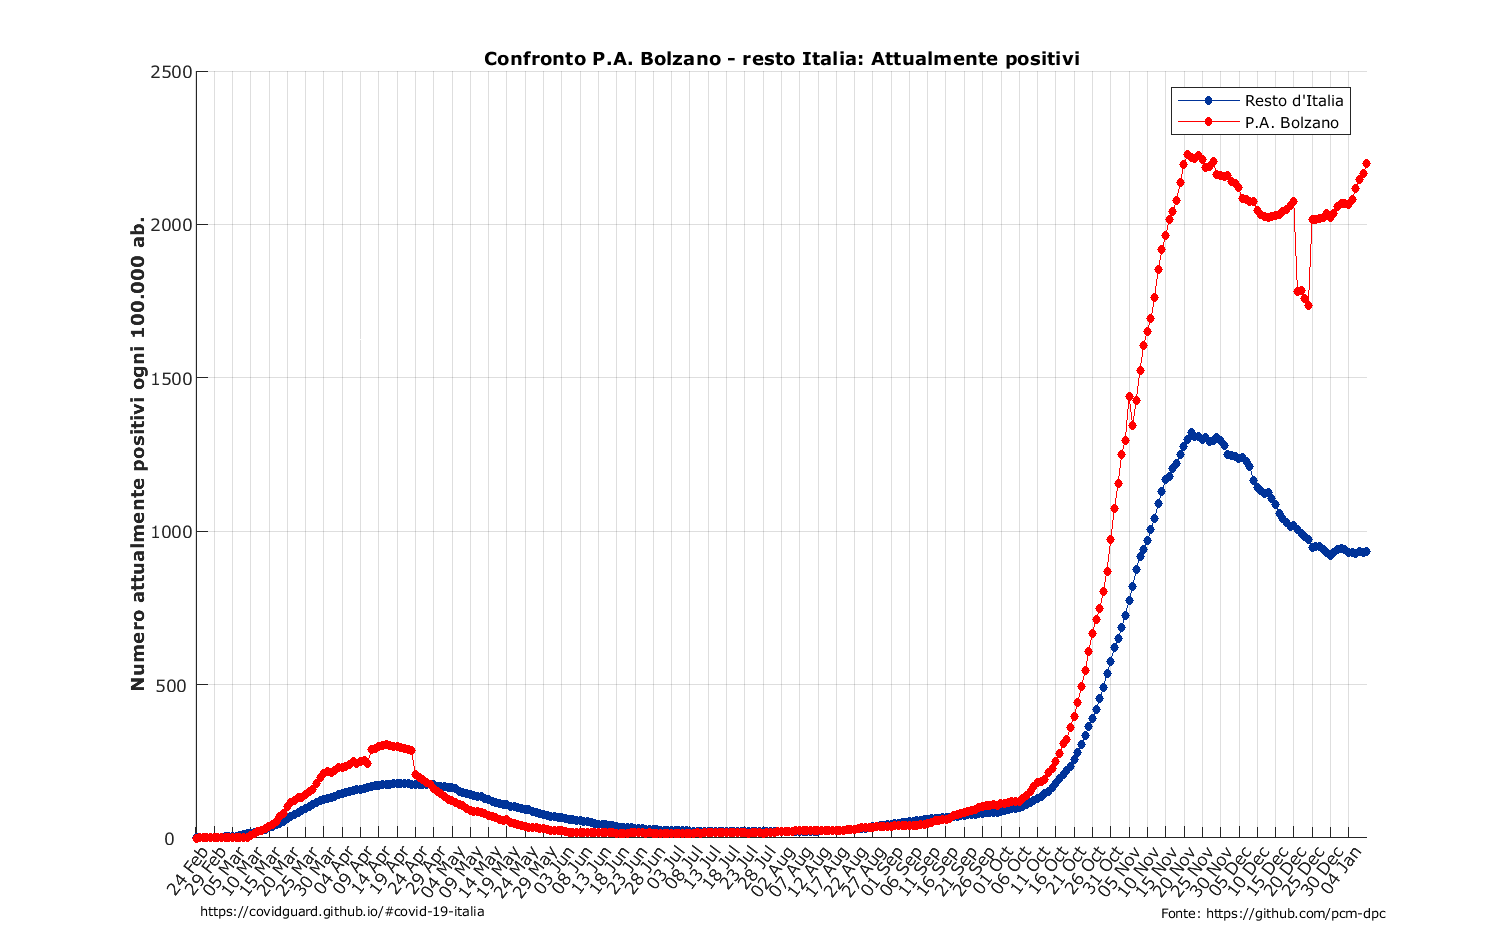 Confronto P.A. Bolzano - resto Italia: Attualmente positivi
Resto d'Italia
P.A. Bolzano
Numero attualmente positivi ogni 100.000 ab.
2500
2000
1500
1000
500
0
24 Feb
29 Feb
05 Mar
10 Mar
15 Mar
20 Mar
25 Mar
30 Mar
04 Apr
09 Apr
14 Apr
19 Apr
24 Apr
29 Apr
04 May
09 May
14 May
19 May
24 May
29 May
03 Jun
08 Jun
13 Jun
18 Jun
23 Jun
28 Jun
03 Jul
08 Jul
13 Jul
18 Jul
23 Jul
28 Jul
02 Aug
07 Aug
12 Aug
17 Aug
22 Aug
27 Aug
01 Sep
06 Sep
11 Sep
16 Sep
21 Sep
26 Sep
01 Oct
06 Oct
11 Oct
16 Oct
21 Oct
26 Oct
31 Oct
05 Nov
10 Nov
15 Nov
20 Nov
25 Nov
30 Nov
05 Dec
10 Dec
15 Dec
20 Dec
25 Dec
30 Dec
04 Jan
https://covidguard.github.io/#covid-19-italia
Fonte: https://github.com/pcm-dpc